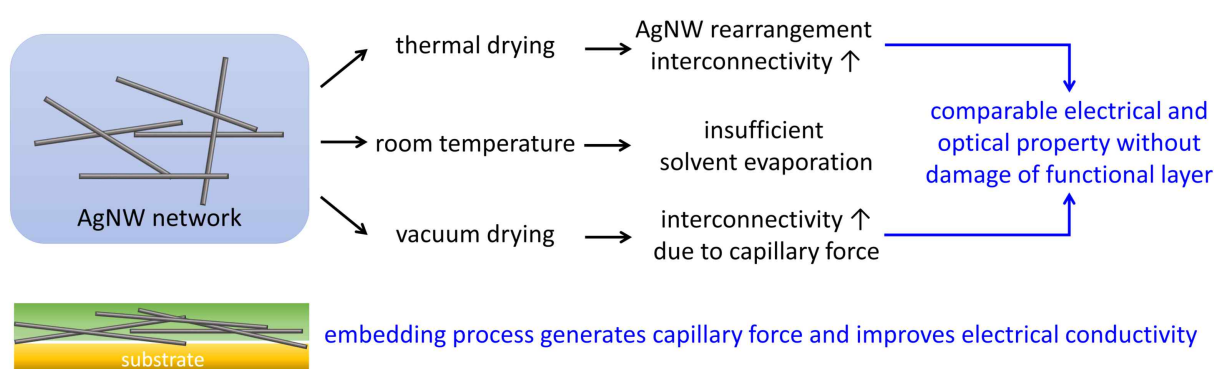 AgNW network
thermal drying
AgNW rearrangement
interconnectivity ↑
room temperature
insufficient
solvent evaporation
vacuum drying
interconnectivity ↑
due to capillary force
comparable electrical and
optical property without
damage of functional layer
substrate
embedding process generates capillary force and improves electrical conductivity